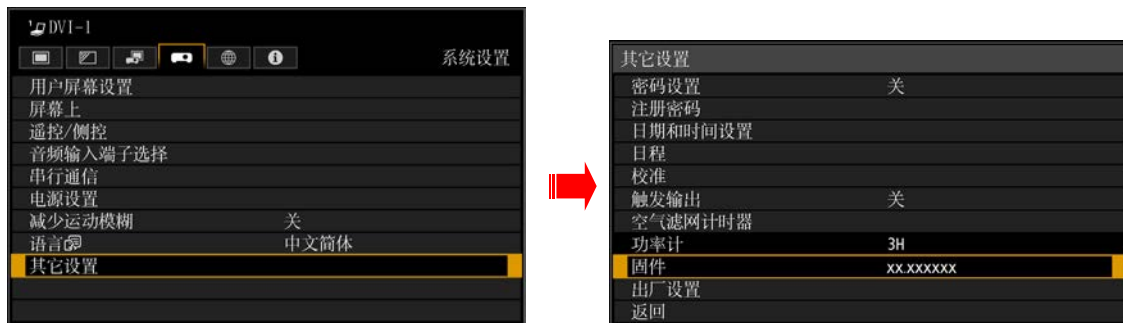 DVI-1
系统设置
用户屏幕设置
屏幕上
遥控/侧控
音频输入端子选择
串行通信
电源设置
减少运动模糊 关
语言 中文简体
其它设置
其它设置
密码设置 关
注册密码
日期和时间设置
日程
校准
触发输出 关
空气滤网计时器
功率计 3H
固件 xx.xxxxxx
出厂设置
返回